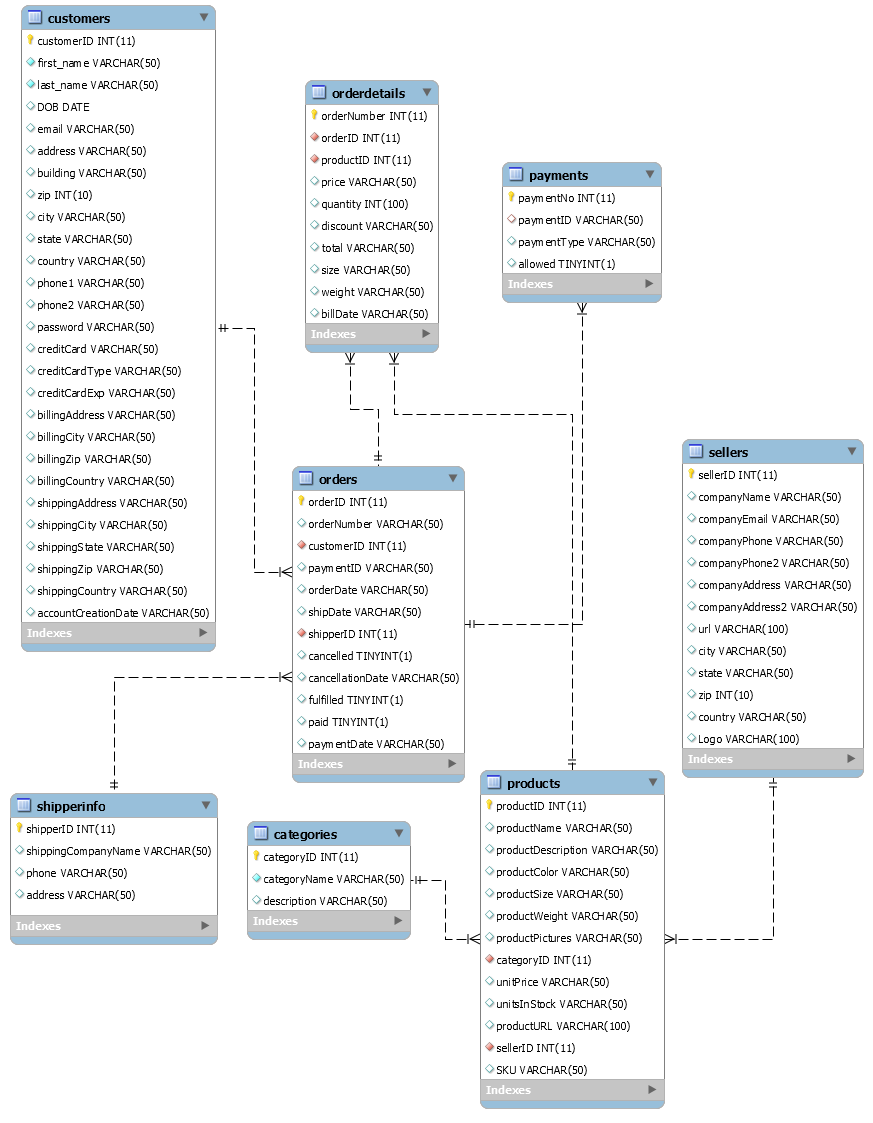 customers
customerID INT(11)
first_name VARCHAR(50)
last_name VARCHAR(50)
DOB DATE
email VARCHAR(50)
address VARCHAR(50)
building VARCHAR(50)
zip INT(10)
city VARCHAR(50)
state VARCHAR(50)
country VARCHAR(50)
phone1 VARCHAR(50)
phone2 VARCHAR(50)
password VARCHAR(50)
creditCard VARCHAR(50)
creditCardType VARCHAR(50)
creditCardExp VARCHAR(50)
billingAddress VARCHAR(50)
billingCity VARCHAR(50)
billingZip VARCHAR(50)
billingCountry VARCHAR(50)
shippingAddress VARCHAR(50)
shippingCity VARCHAR(50)
shippingState VARCHAR(50)
shippingZip VARCHAR(50)
shippingCountry VARCHAR(50)
accountCreationDate VARCHAR(50)
Indexes
orderdetails
orderNumber INT(11)
orderID INT(11)
productID INT(11)
price VARCHAR(50)
quantity INT(100)
discount VARCHAR(50)
total VARCHAR(50)
size VARCHAR(50)
weight VARCHAR(50)
billDate VARCHAR(50)
Indexes
payments
paymentNo INT(11)
paymentID VARCHAR(50)
paymentType VARCHAR(50)
allowed TINYINT(1)
Indexes
orders
orderID INT(11)
orderNumber VARCHAR(50)
customerID INT(11)
paymentID VARCHAR(50)
orderDate VARCHAR(50)
shipDate VARCHAR(50)
shipperID INT(11)
cancelled TINYINT(1)
cancellationDate VARCHAR(50)
fulfilled TINYINT(1)
paid TINYINT(1)
paymentDate VARCHAR(50)
Indexes
sellers
sellerID INT(11)
companyName VARCHAR(50)
companyEmail VARCHAR(50)
companyPhone VARCHAR(50)
companyPhone2 VARCHAR(50)
companyAddress VARCHAR(50)
companyAddress2 VARCHAR(50)
url VARCHAR(100)
city VARCHAR(50)
state VARCHAR(50)
zip INT(10)
country VARCHAR(50)
Logo VARCHAR(100)
Indexes
shipperinfo
shipperID INT(11)
shippingCompanyName VARCHAR(50)
phone VARCHAR(50)
address VARCHAR(50)
Indexes
categories
categoryID INT(11)
categoryName VARCHAR(50)
description VARCHAR(50)
Indexes
products
productID INT(11)
productName VARCHAR(50)
productDescription VARCHAR(50)
productColor VARCHAR(50)
productSize VARCHAR(50)
productWeight VARCHAR(50)
productPictures VARCHAR(50)
categoryID INT(11)
unitPrice VARCHAR(50)
unitsInStock VARCHAR(50)
productURL VARCHAR(100)
sellerID INT(11)
SKU VARCHAR(50)
Indexes